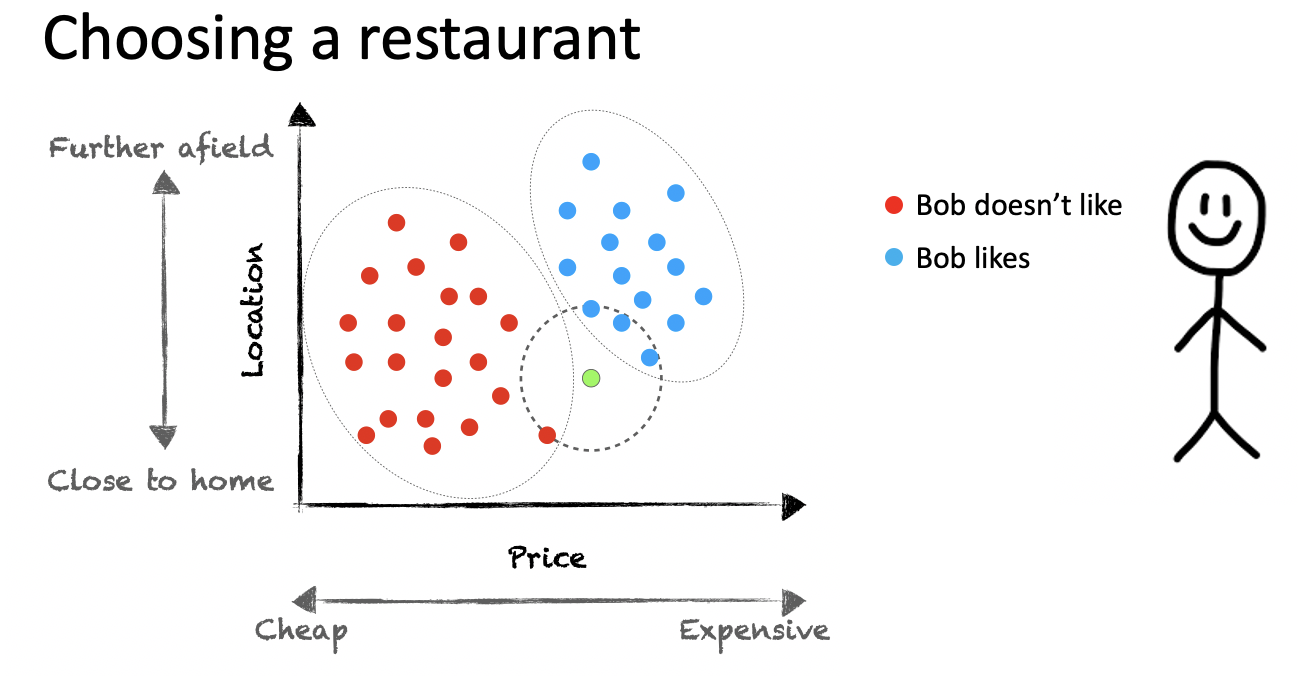 Choosing a restaurant
Further afield
Location
Close to home
Price
Cheap
Expensive
Bob doesn’t like
Bob likes